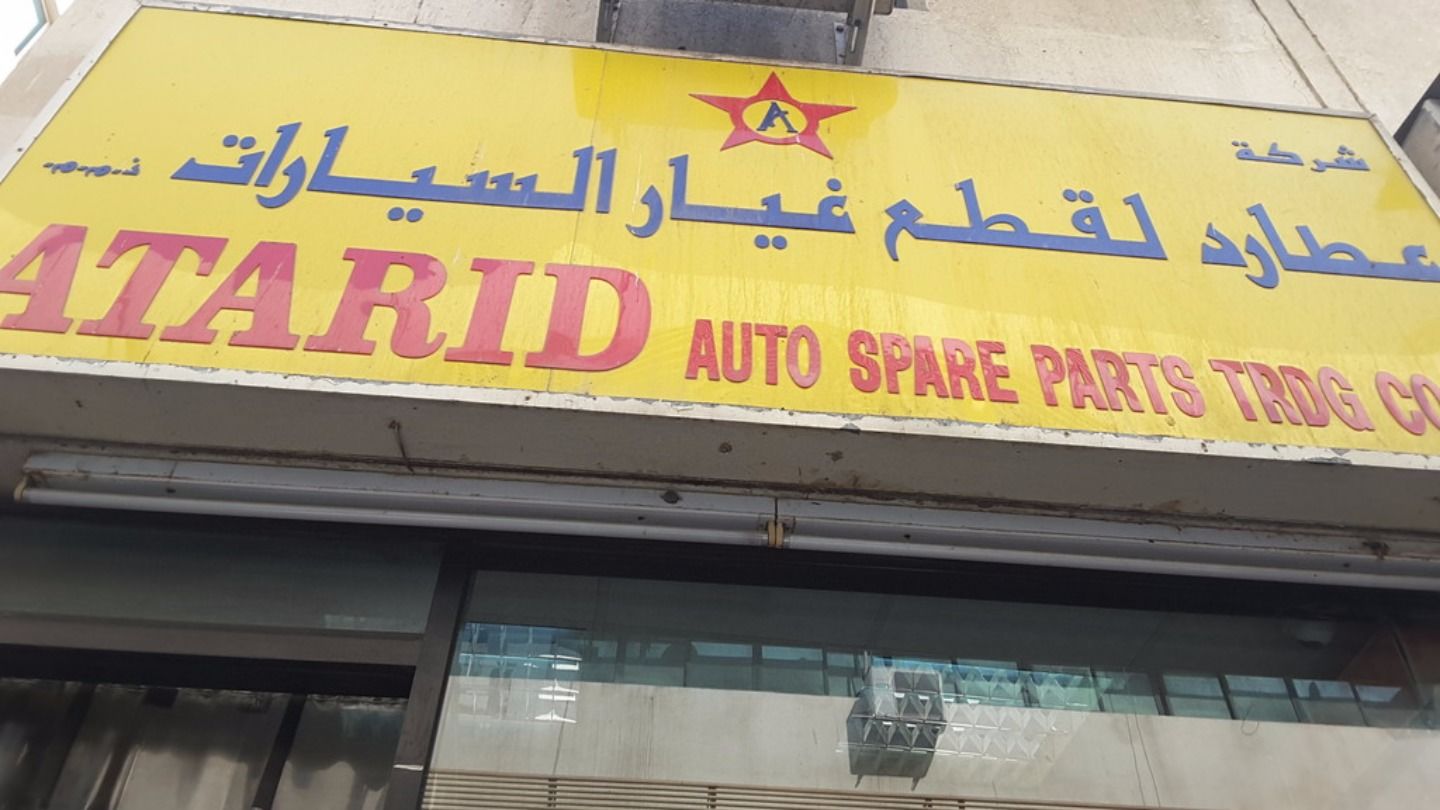 A
شركة
عطارد لقطع غيار السيارات ذ.م.م.
ATARID AUTO SPARE PARTS TRDG CO